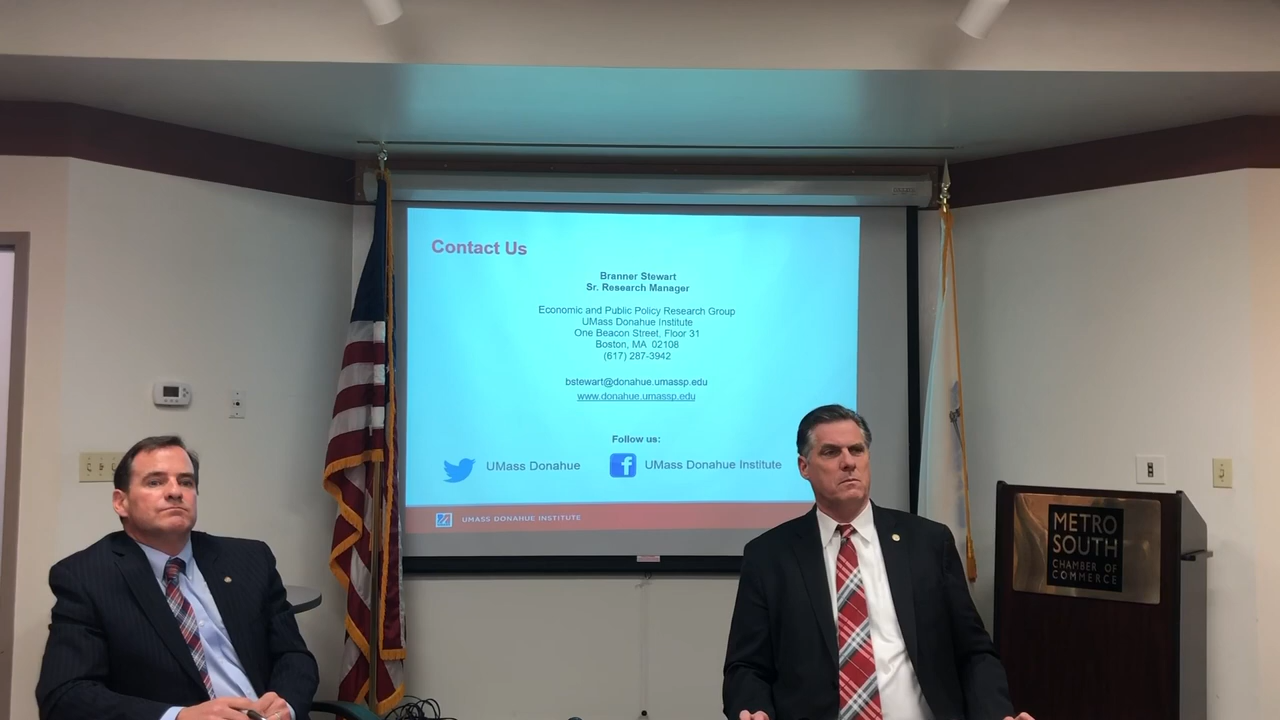 Contact Us
Branner Stewart
Sr. Research Manager
Economic and Public Policy Research Group
UMass Donahue Institute
One Beacon Street, Floor 31
Boston, MA 02108
(617) 287-3942
bstewart@donahue.umassp.edu
www.donahue.umassp.edu
Follow us:
UMass Donahue
f UMass Donahue Institute
UMASS DONAHUE INSTITUTE
METRO
SOUTH
CHAMBER OF
COMMERCE